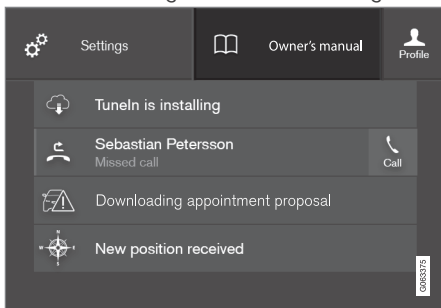 Settings
Owner's manual
Profile
TuneIn is installing
Sebastian Petersson
Missed call
Call
Downloading appointment proposal
N
W
E
S
New position received
G063375